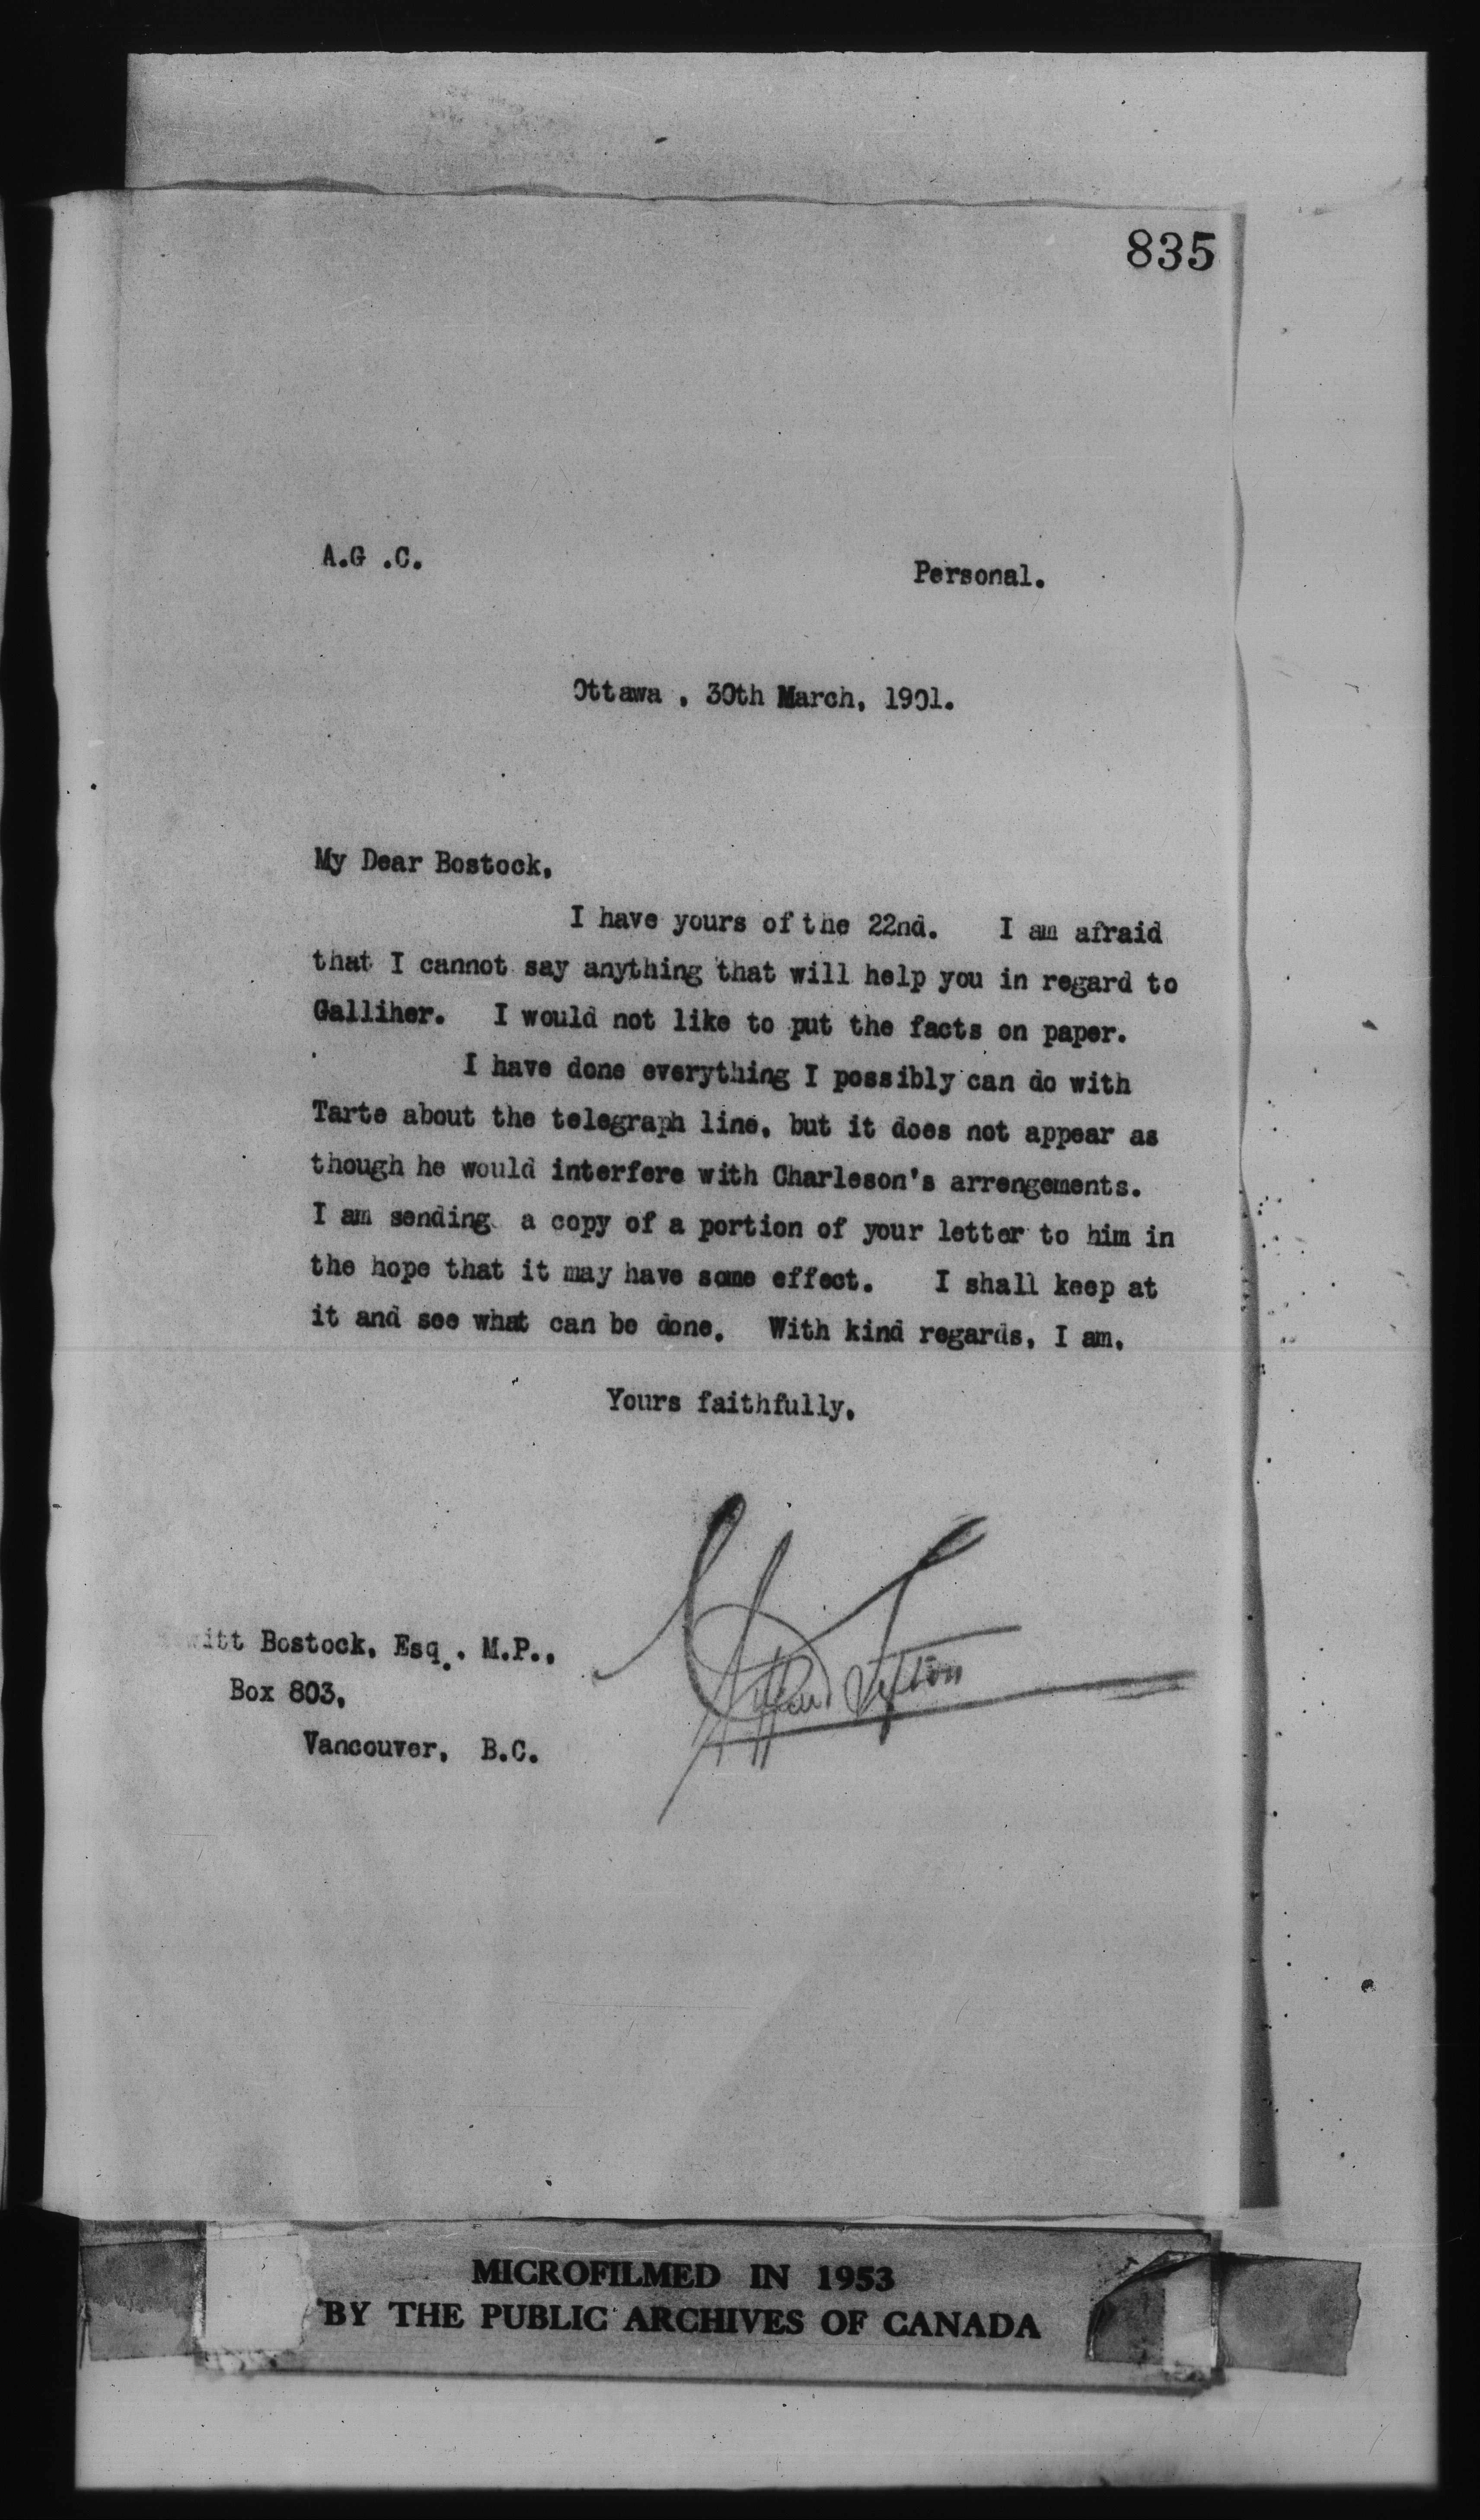 835
A.G .C.
Personal.
Ottawa , 30th March, 1901.
My Dear Bostock,
I have yours of the 22nd. I am afraid
that I cannot say anything that will help you in regard to
Galliher. I would not like to put the facts on paper.
I have done everything I possibly can do with
Tarte about the telegraph line, but it does not appear as
though he would interfere with Charleson's arrengements.
I am sending a copy of a portion of your letter to him in
the hope that it may have some effect. I shall keep at
it and see what can be done. With kind regards, I am,
Yours faithfully,
Clifford Sifton
witt Bostock, Esq., M.P.,
Box 803,
Vancouver, B.C.
MICROFILMED IN 1953
BY THE PUBLIC ARCHIVES OF CANADA